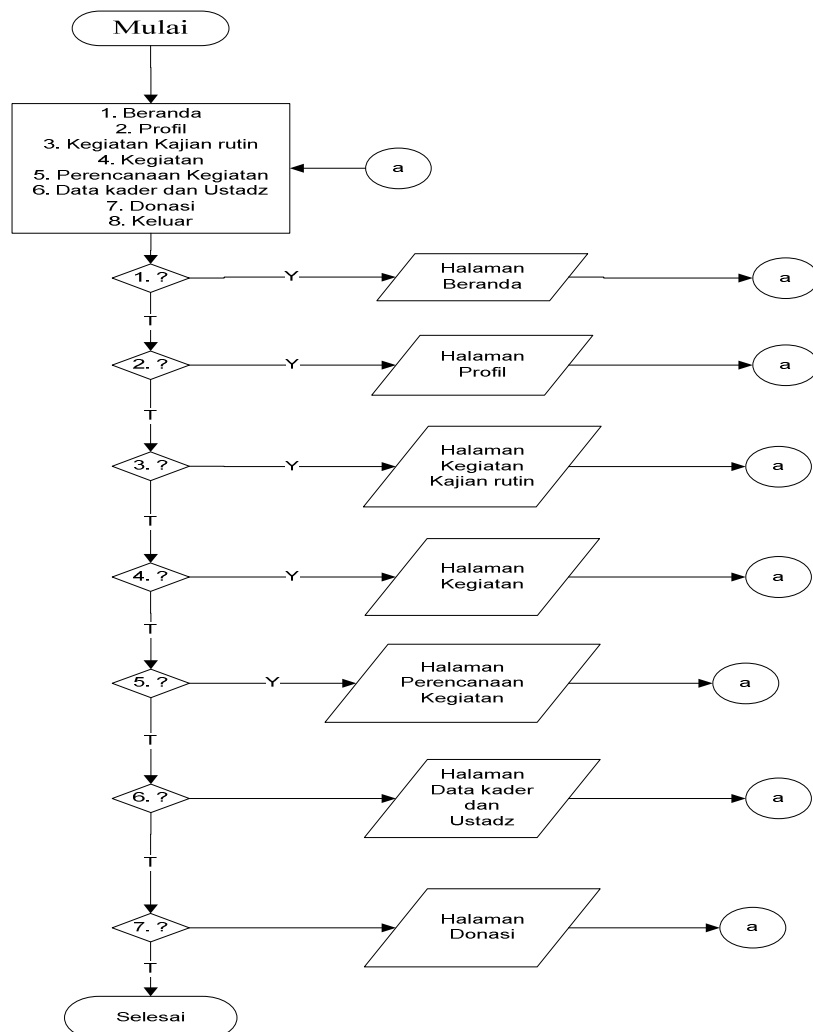 Mulai
1. Beranda
2. Profil
3. Kegiatan Kajian rutin
4. Kegiatan
5. Perencanaan Kegiatan
6. Data kader dan Ustadz
7. Donasi
8. Keluar
a
1. ?
Y
Halaman
Beranda
a
T
2. ?
Y
Halaman
Profil
a
T
3. ?
Y
Halaman
Kegiatan
Kajian rutin
a
T
4. ?
Y
Halaman
Kegiatan
a
T
5. ?
Y
Halaman
Perencanaan
Kegiatan
a
T
6. ?
Halaman
Data kader
dan
Ustadz
a
T
7. ?
Halaman
Donasi
a
T
Selesai